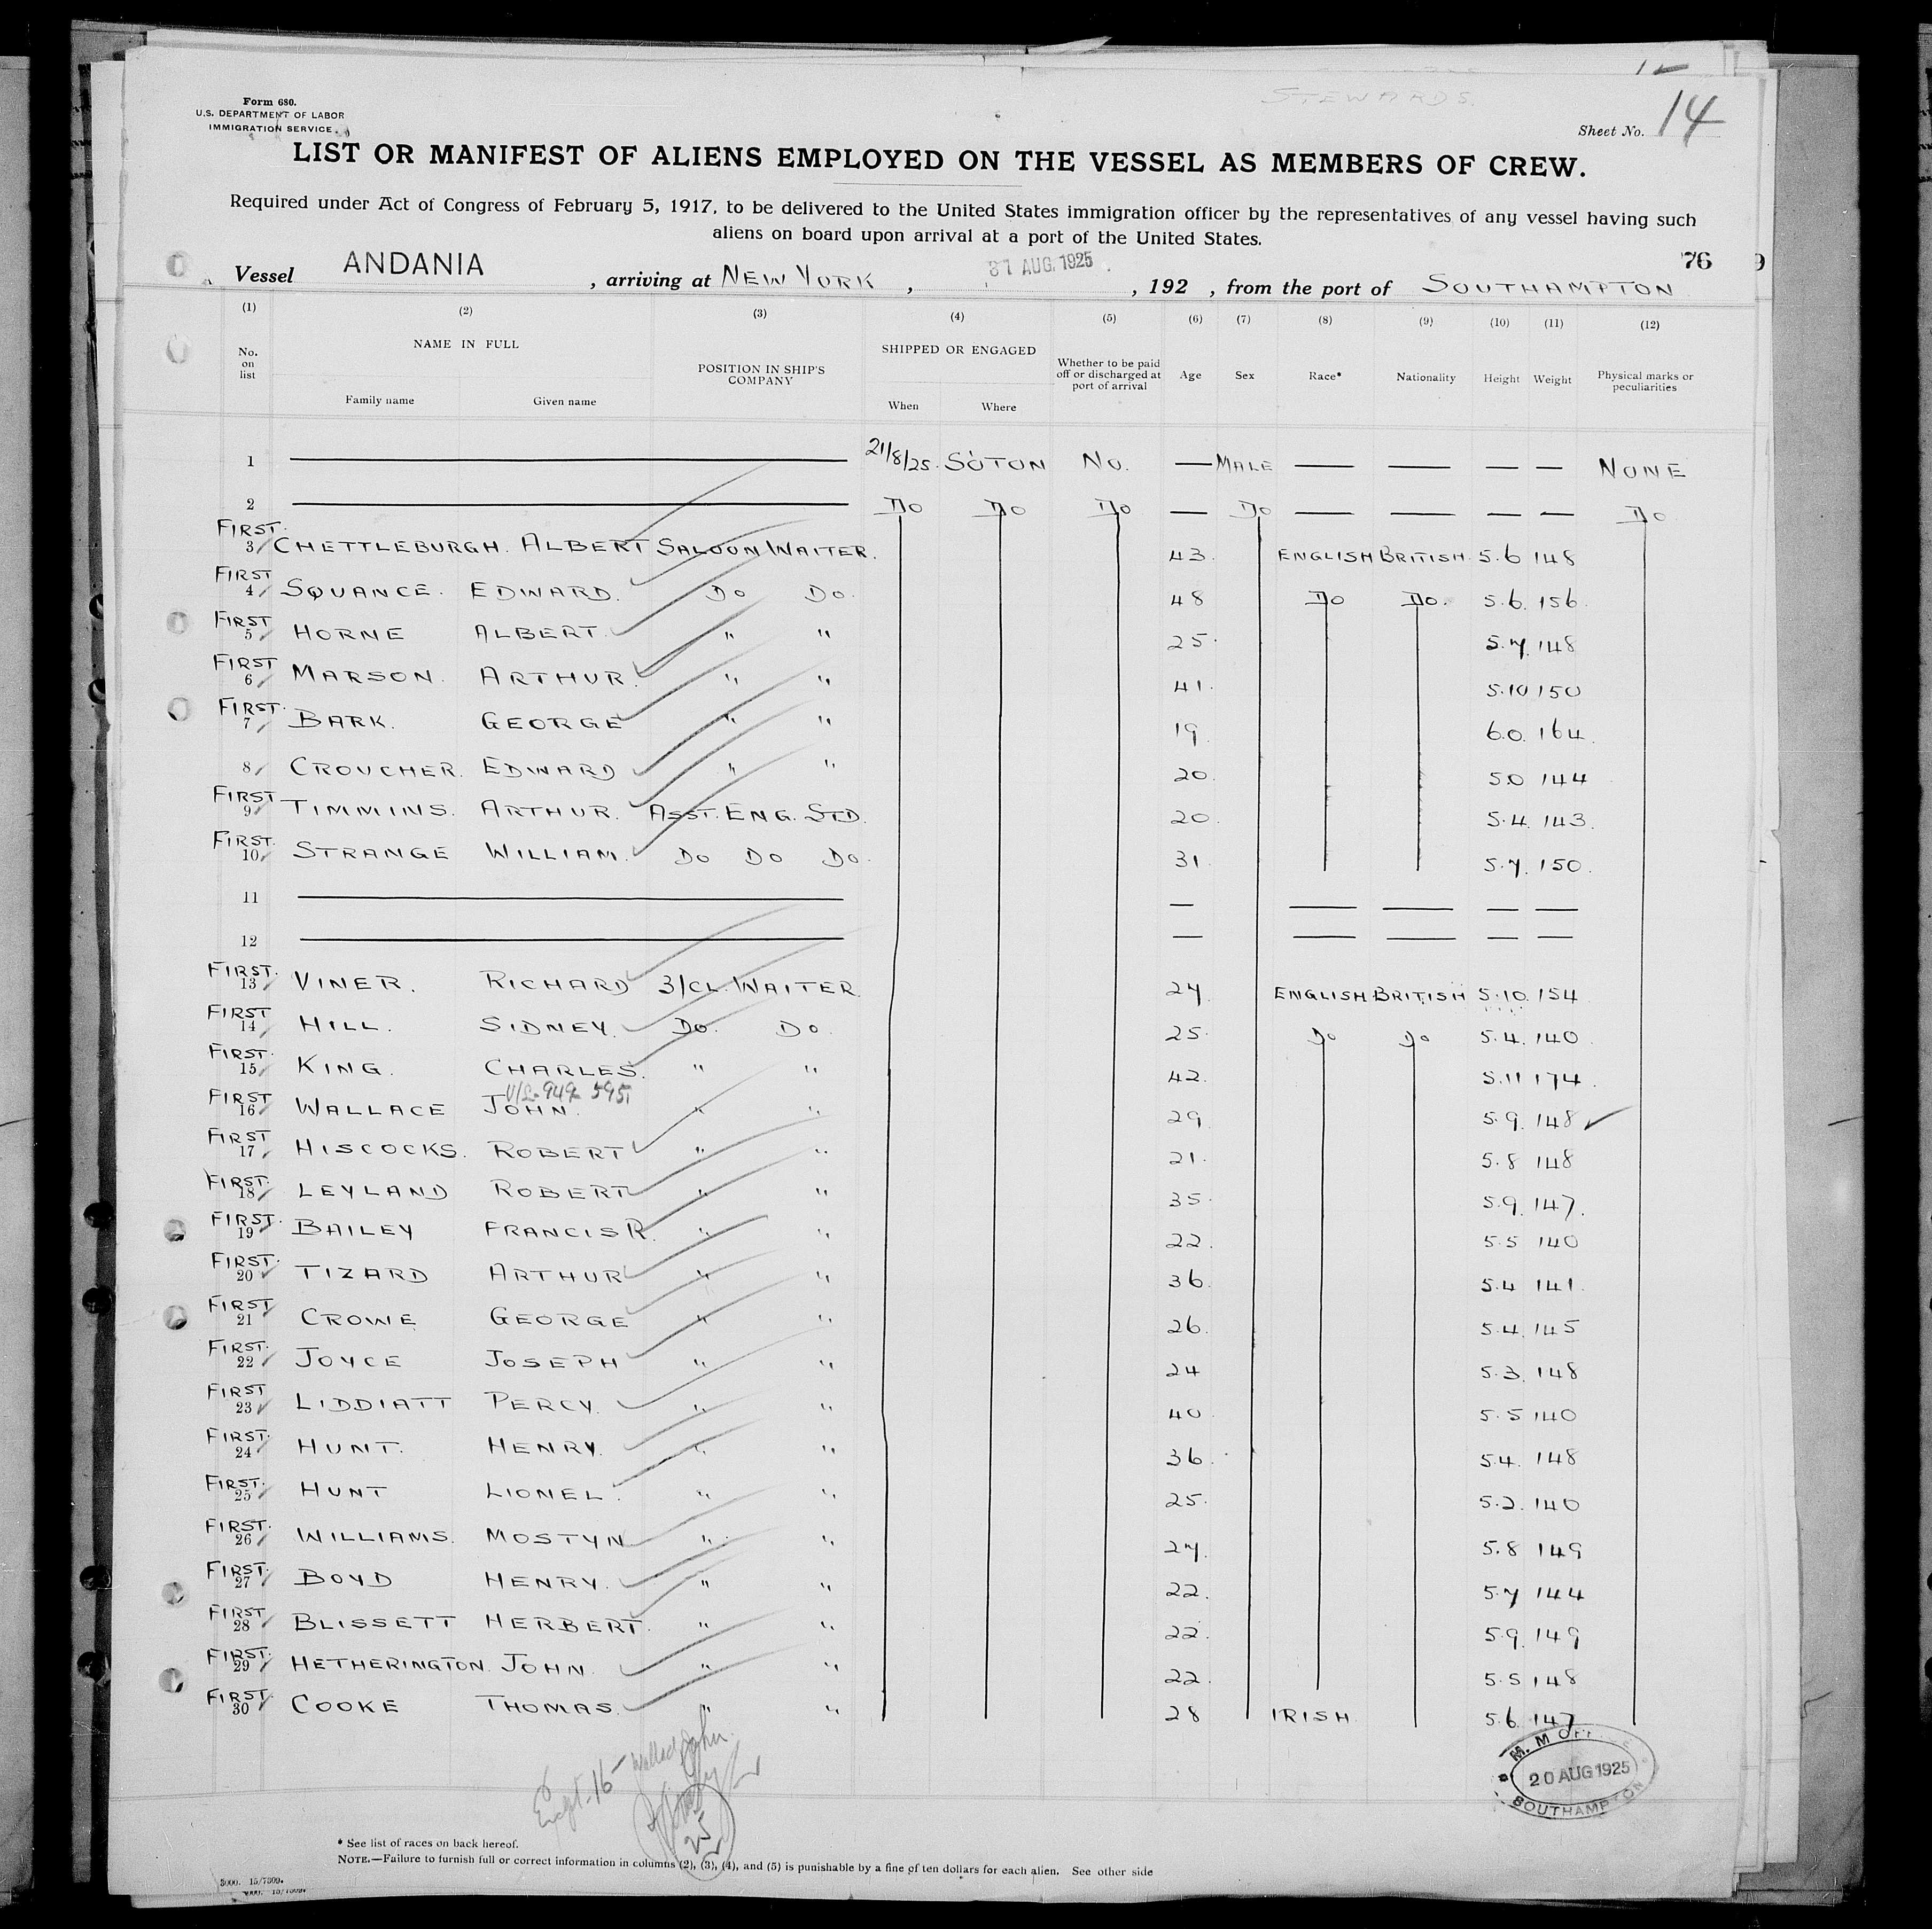 STEWARDS.
Form 680.
U.S. DEPARTMENT OF LABOR
IMMIGRATION SERVICE.
Sheet No. 14
LIST OR MANIFEST OF ALIENS EMPLOYED ON THE VESSEL AS MEMBERS OF CREW.
Required under Act of Congress of February 5, 1917, to be delivered to the United States immigration officer by the representatives of any vessel having such
aliens on board upon arrival at a port of the United States.
76 9
Vessel ANDANIA, arriving at NEW YORK, 31 AUG. 1925, 192 , from the port of SOUTHAMPTON
(1) (2) (3) (4) (5) (6) (7) (8) (9) (10) (11) (12)
No. on list NAME IN FULL POSITION IN SHIP'S COMPANY SHIPPED OR ENGAGED Whether to be paid off or discharged at port of arrival Age Sex Race* Nationality Height Weight Physical marks or peculiarities
Family name Given name When Where
1 21/8/25. SOTON No. — MALE — — — — NONE
2 Do Do Do — Do — — — — Do
FIRST. 3 CHETTLEBURGH. ALBERT SALOON WAITER. 43. ENGLISH BRITISH. 5.6 148
FIRST 4 SQUANCE. EDWARD. Do Do. 48 Do Do. 5.6. 156.
FIRST 5 HORNE ALBERT. " " 25. 5.7. 148
FIRST 6 MARSON. ARTHUR. " " 41. 5.10 150
FIRST. 7 BARK. GEORGE " " 19. 6.0. 164.
8 CROUCHER. EDWARD " " 20. 5.0 144
FIRST 9 TIMMINS. ARTHUR. ASST. ENG. STD. 20. 5.4. 143.
FIRST. 10 STRANGE WILLIAM. Do Do Do. 31. 5.7. 150.
11 — — — — —
12 — — — — —
FIRST. 13 VINER. RICHARD 3/CL. WAITER. 27. ENGLISH BRITISH 5.10. 154
FIRST 14 HILL. SIDNEY. Do. Do. 25. Do Do 5.4. 140.
FIRST. 15 KING. CHARLES. " " 42. 5.11 174.
FIRST 16 WALLACE JOHN. " " 29. 5.9. 148
FIRST 17 HISCOCKS. ROBERT " " 21. 5.8 148
FIRST. 18 LEYLAND ROBERT " " 35. 5.9. 147.
FIRST. 19 BAILEY FRANCIS R. " " 22. 5.5 140
FIRST. 20 TIZARD ARTHUR " " 36. 5.4 141.
FIRST 21 CROWE GEORGE " " 26. 5.4. 145
FIRST. 22 JOYCE JOSEPH " " 24 5.3. 148
FIRST 23 LIDDIATT PERCY. " " 40 5.5 140
FIRST. 24 HUNT. HENRY. " " 36. 5.4. 148
FIRST. 25 HUNT LIONEL. " " 25. 5.2. 140
FIRST. 26 WILLIAMS. MOSTYN " " 27. 5.8 149
FIRST. 27 BOYD HENRY. " " 22. 5.7 144
FIRST 28 BLISSETT HERBERT. " " 22. 5.9. 149
FIRST. 29 HETHERINGTON. JOHN. " " 22. 5.5 148
FIRST. 30 COOKE THOMAS. " " 28 IRISH. 5.6. 147
16 Wallace John
25
M. M OFFICE
20 AUG 1925
SOUTHAMPTON
* See list of races on back hereof.
NOTE.—Failure to furnish full or correct information in columns (2), (3), (4), and (5) is punishable by a fine of ten dollars for each alien. See other side
3000. 15/7309.